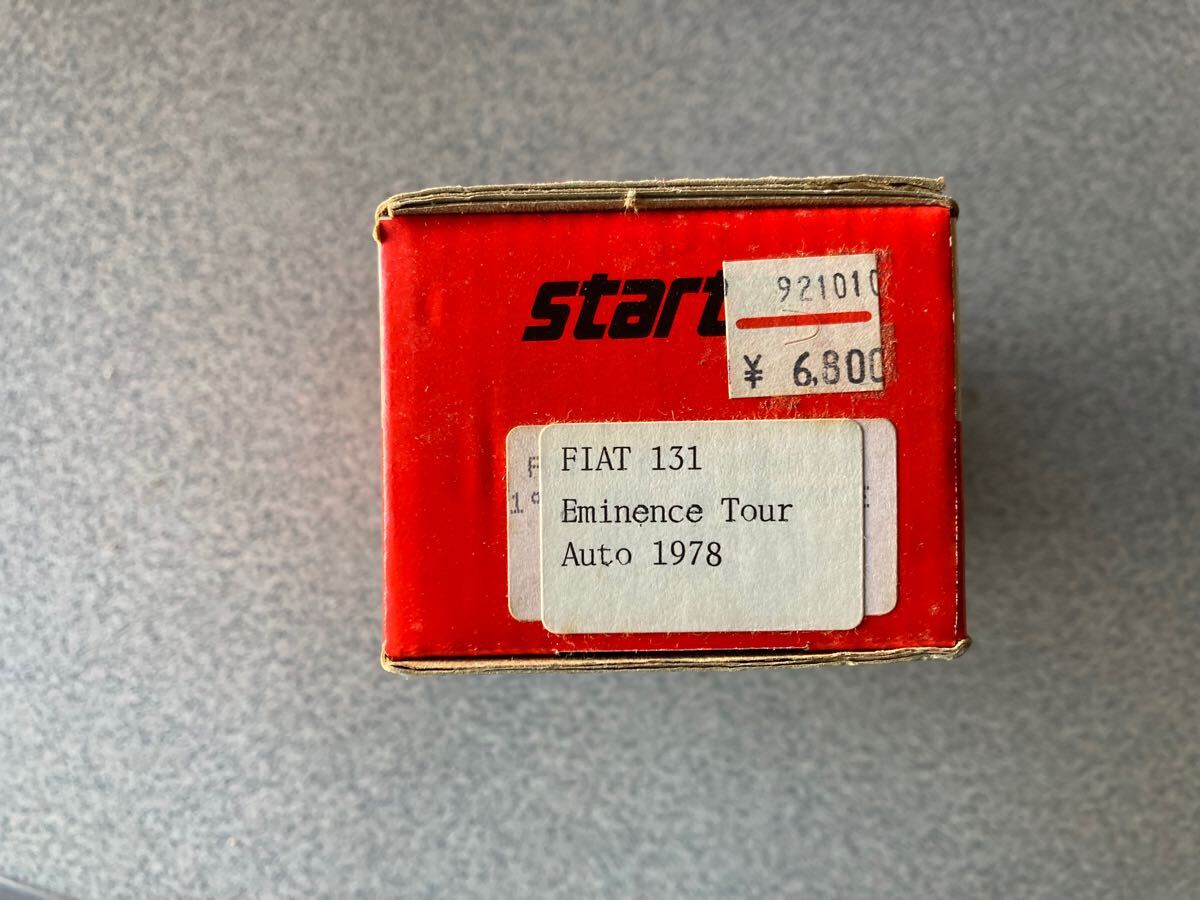 start
921010
¥ 6,800
FIAT 131
Eminence Tour
Auto 1978